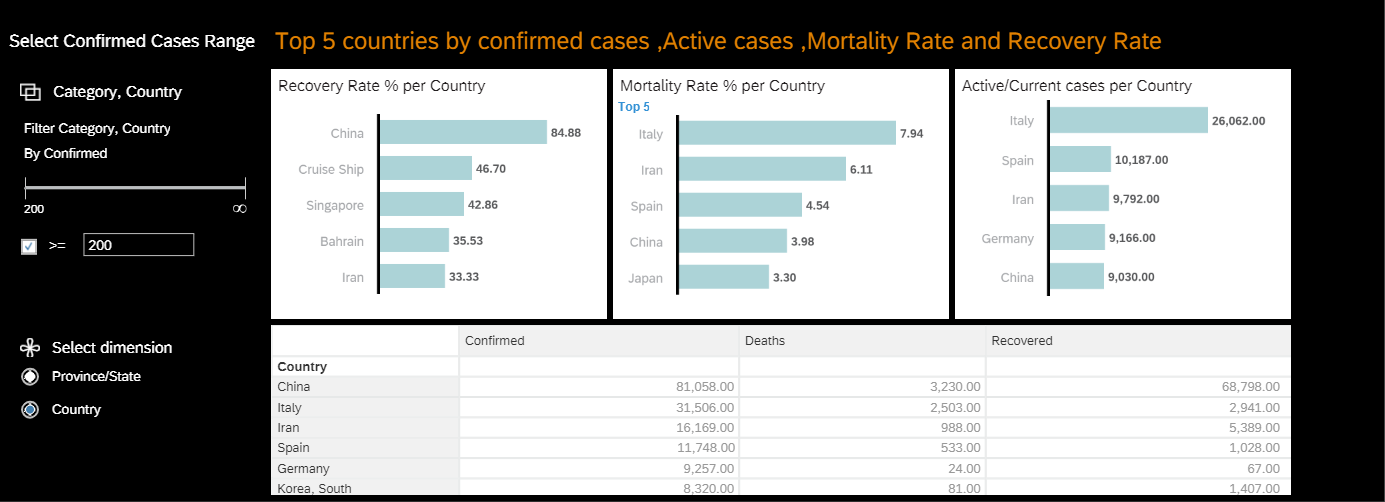 Select Confirmed Cases Range
Top 5 countries by confirmed cases ,Active cases ,Mortality Rate and Recovery Rate
Category, Country
Filter Category, Country
By Confirmed
200 ∞
>= 200
Select dimension
Province/State
Country
Recovery Rate % per Country
China 84.88
Cruise Ship 46.70
Singapore 42.86
Bahrain 35.53
Iran 33.33
Mortality Rate % per Country
Top 5
Italy 7.94
Iran 6.11
Spain 4.54
China 3.98
Japan 3.30
Active/Current cases per Country
Italy 26,062.00
Spain 10,187.00
Iran 9,792.00
Germany 9,166.00
China 9,030.00
Confirmed Deaths Recovered
Country
China 81,058.00 3,230.00 68,798.00
Italy 31,506.00 2,503.00 2,941.00
Iran 16,169.00 988.00 5,389.00
Spain 11,748.00 533.00 1,028.00
Germany 9,257.00 24.00 67.00
Korea, South 8,320.00 81.00 1,407.00